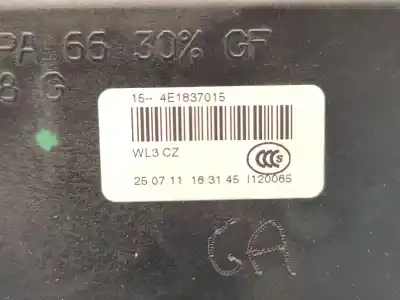 PA 66 30% GF
8 G
15-- 4E1837015
WL3 CZ
CCC S
25 07 11 16 31 45 I120065
GA